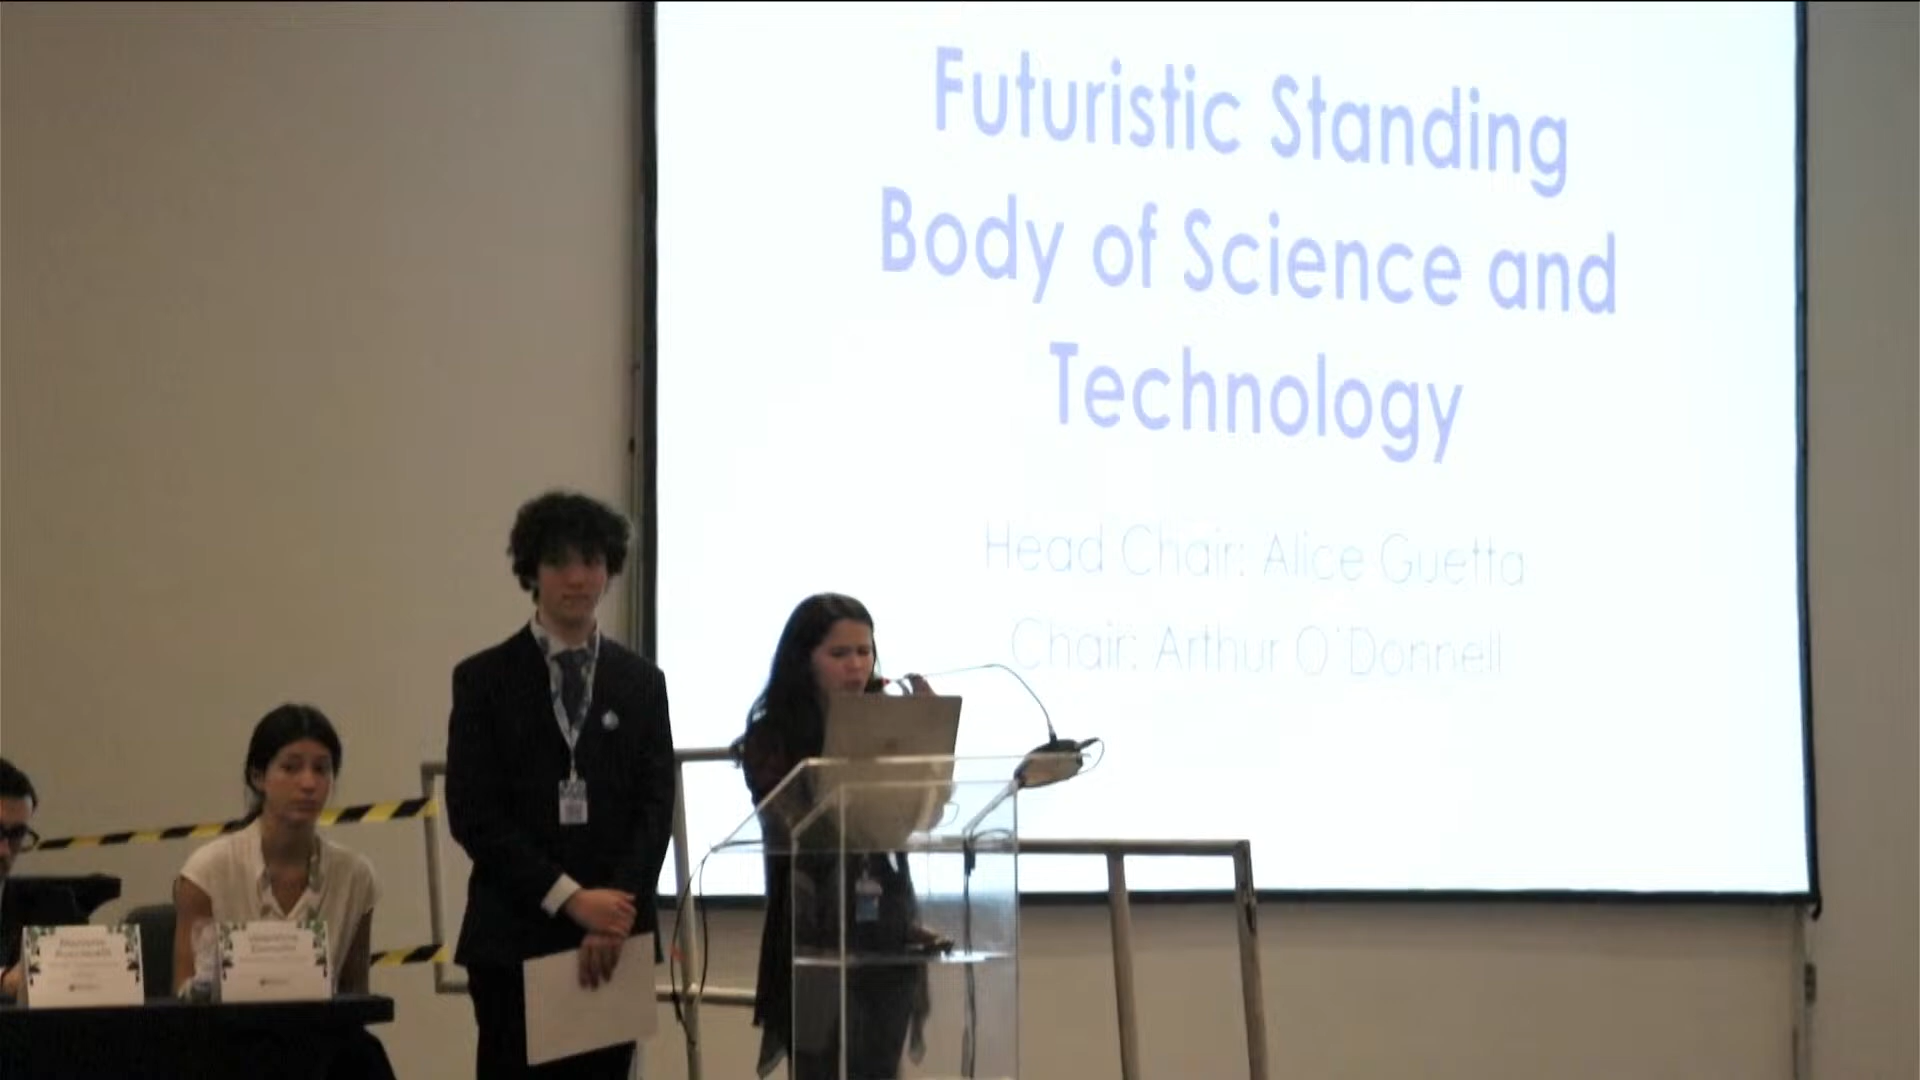 Futuristic Standing
Body of Science and
Technology
Head Chair: Alice Guetta
Chair: Arthur O'Donnell